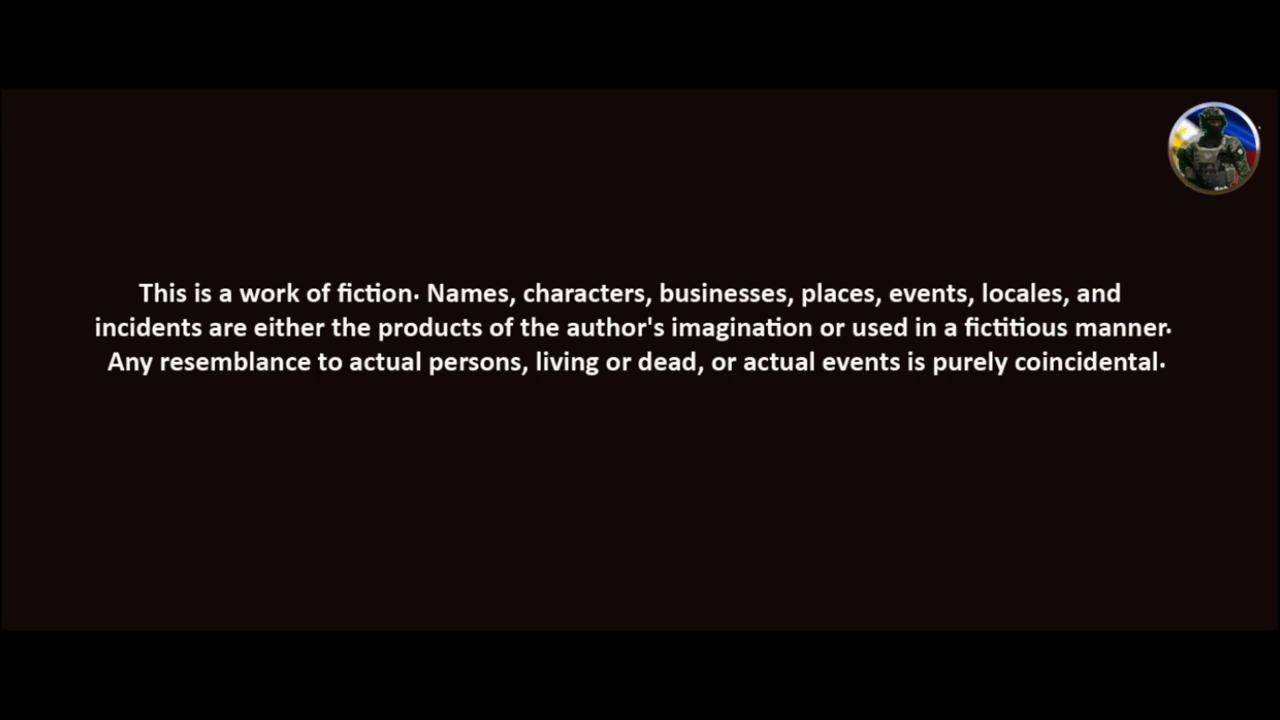 This is a work of fiction. Names, characters, businesses, places, events, locales, and
incidents are either the products of the author's imagination or used in a fictitious manner.
Any resemblance to actual persons, living or dead, or actual events is purely coincidental.